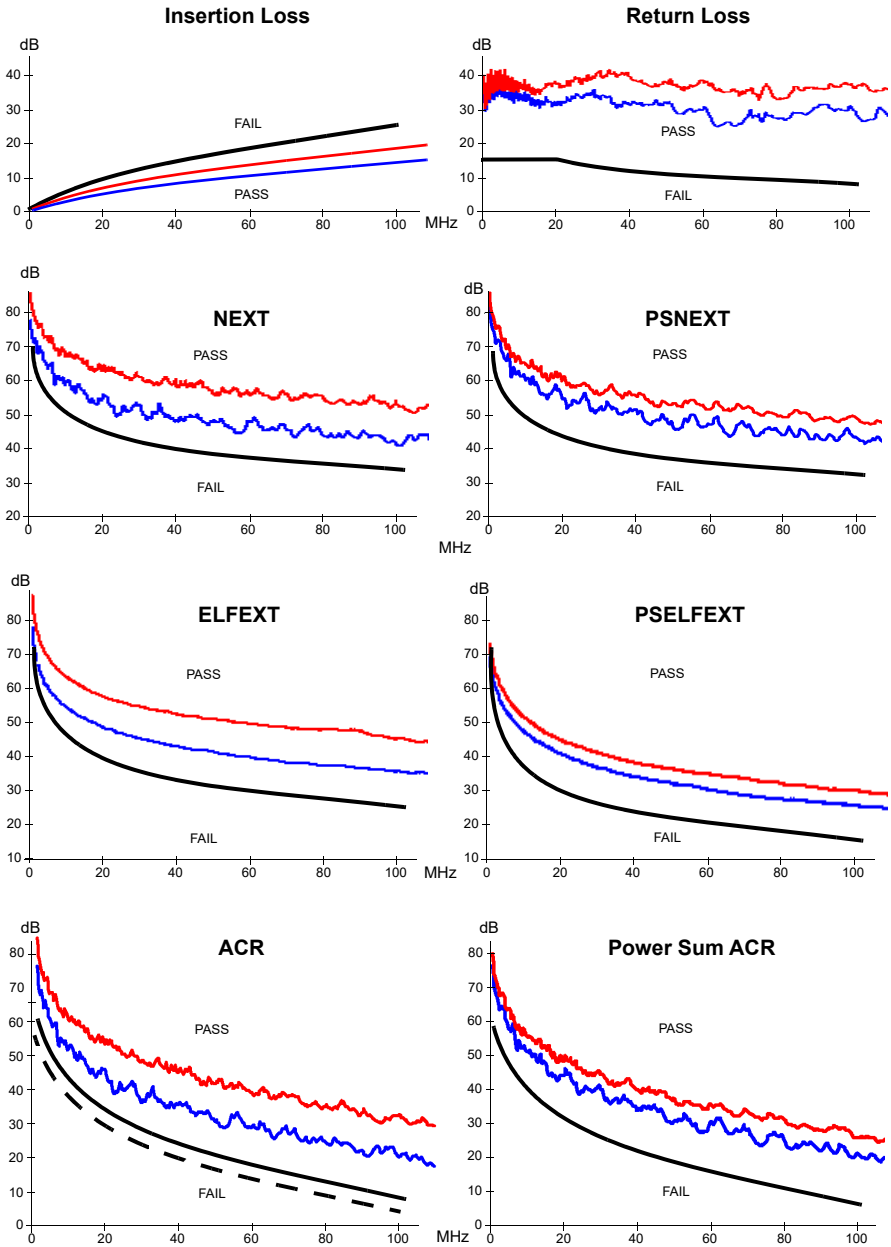 Insertion Loss
dB
40
30
20
10
0
FAIL
PASS
0 20 40 60 80 100
MHz
Return Loss
dB
40
30
20
10
0
PASS
FAIL
0 20 40 60 80 100
dB
80
70
60
50
40
30
20
NEXT
PASS
FAIL
0 20 40 60 80 100
MHz
dB
80
70
60
50
40
30
20
PSNEXT
PASS
FAIL
0 20 40 60 80 100
dB
80
70
60
50
40
30
20
10
ELFEXT
PASS
FAIL
0 20 40 60 80 100
MHz
dB
80
70
60
50
40
30
20
10
PSELFEXT
PASS
FAIL
0 20 40 60 80 100
dB
80
70
60
50
40
30
20
10
0
ACR
PASS
FAIL
0 20 40 60 80 100
MHz
dB
80
70
60
50
40
30
20
10
0
Power Sum ACR
PASS
FAIL
0 20 40 60 80 100